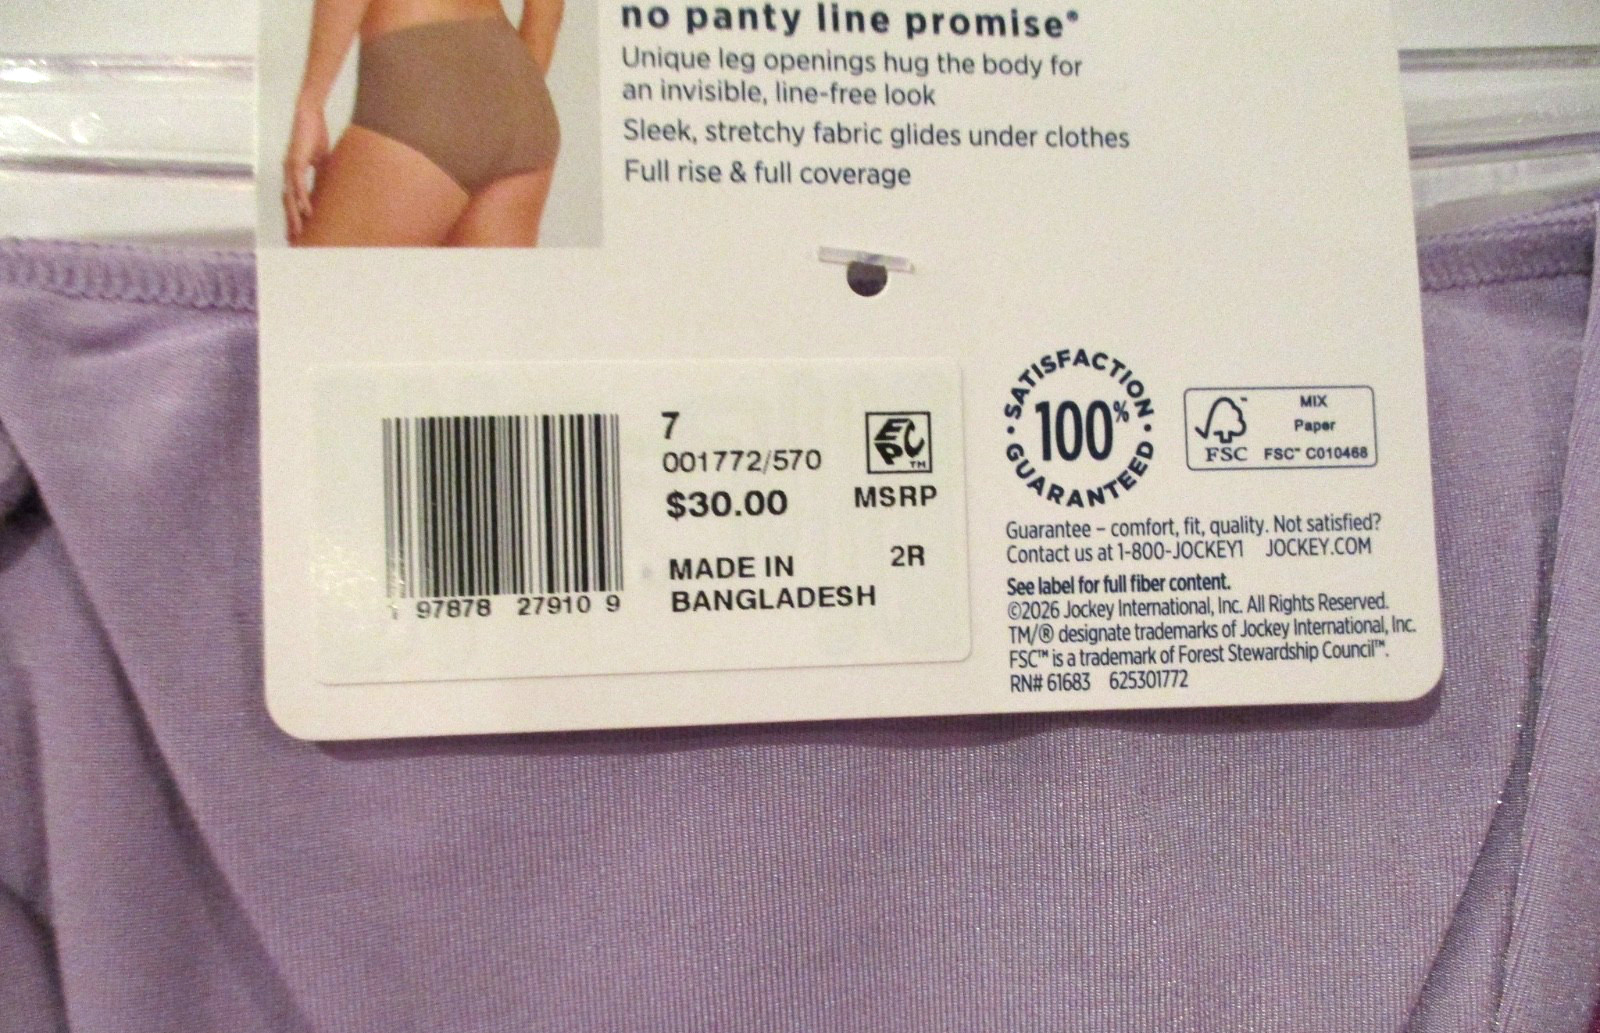 no panty line promise®
Unique leg openings hug the body for
an invisible, line-free look
Sleek, stretchy fabric glides under clothes
Full rise & full coverage
7
001772/570
$30.00
MSRP
EPC™
2R
MADE IN
BANGLADESH
1 97878 27910 9
• SATISFACTION • GUARANTEED
100%
FSC
MIX
Paper
FSC™ C010468
Guarantee – comfort, fit, quality. Not satisfied?
Contact us at 1-800-JOCKEY1 JOCKEY.COM
See label for full fiber content.
©2026 Jockey International, Inc. All Rights Reserved.
TM/® designate trademarks of Jockey International, Inc.
FSC™ is a trademark of Forest Stewardship Council™.
RN# 61683 625301772